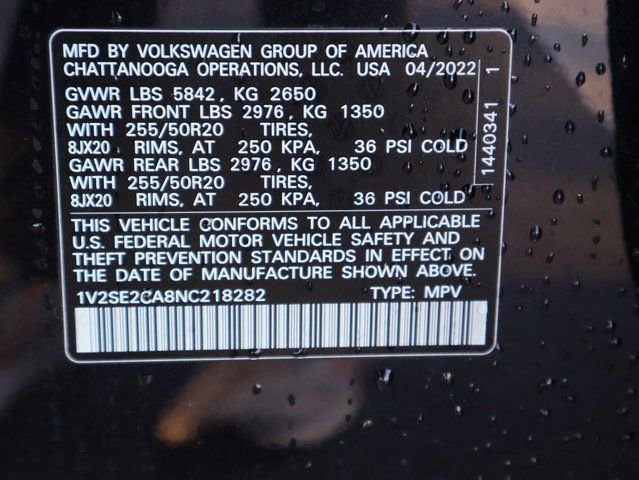 MFD BY VOLKSWAGEN GROUP OF AMERICA
CHATTANOOGA OPERATIONS, LLC. USA 04/2022
GVWR LBS 5842, KG 2650
GAWR FRONT LBS 2976, KG 1350
WITH 255/50R20 TIRES,
8JX20 RIMS, AT 250 KPA, 36 PSI COLD
GAWR REAR LBS 2976, KG 1350
WITH 255/50R20 TIRES,
8JX20 RIMS, AT 250 KPA, 36 PSI COLD
1440341 1
THIS VEHICLE CONFORMS TO ALL APPLICABLE
U.S. FEDERAL MOTOR VEHICLE SAFETY AND
THEFT PREVENTION STANDARDS IN EFFECT ON
THE DATE OF MANUFACTURE SHOWN ABOVE.
1V2SE2CA8NC218282 TYPE: MPV